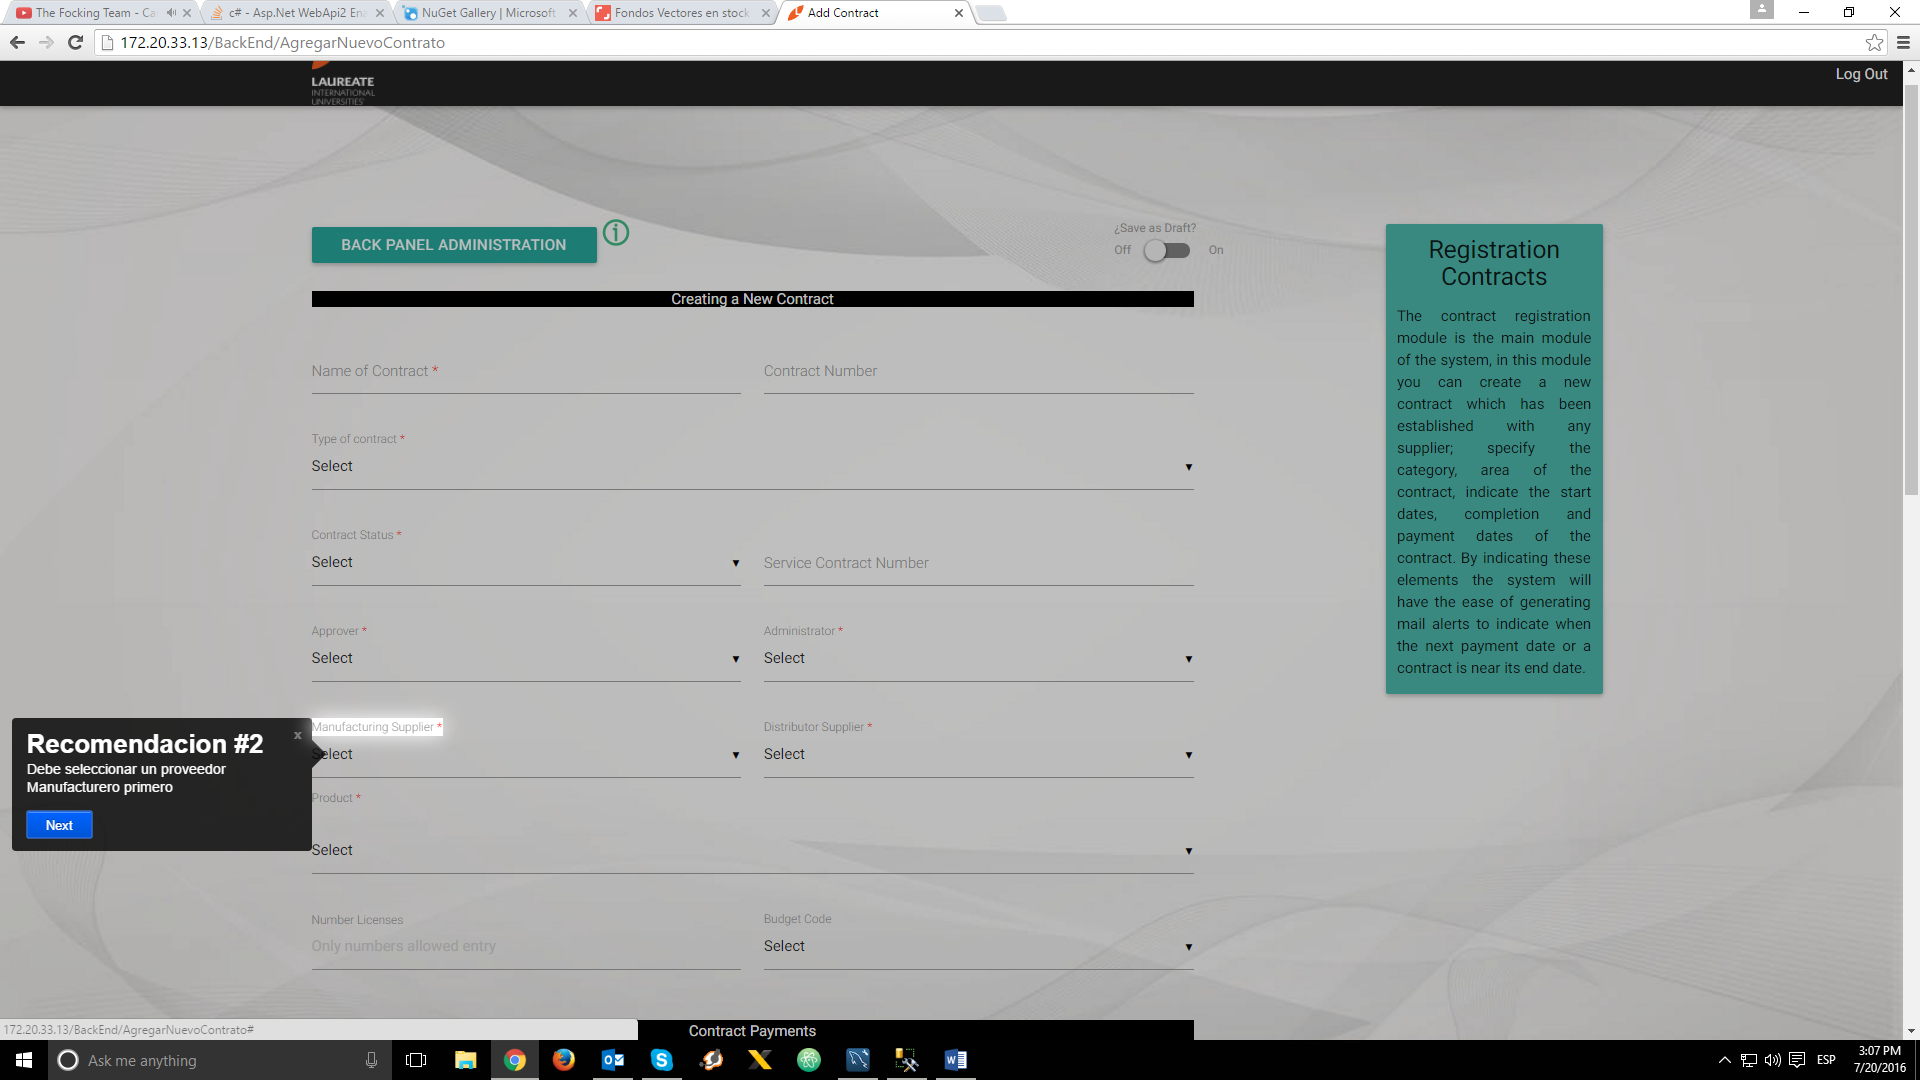 The Focking Team - Ca
c# - Asp.Net WebApi2 Ena
NuGet Gallery | Microsoft
Fondos Vectores en stock
Add Contract
172.20.33.13/BackEnd/AgregarNuevoContrato
LAUREATE
INTERNATIONAL
UNIVERSITIES
Log Out
BACK PANEL ADMINISTRATION
¿Save as Draft?
Off On
Creating a New Contract
Name of Contract *
Contract Number
Type of contract *
Select
Contract Status *
Select
Service Contract Number
Approver *
Select
Administrator *
Select
Manufacturing Supplier *
Select
Distributor Supplier *
Select
Product *
Select
Number Licenses
Only numbers allowed entry
Budget Code
Select
Contract Payments
Recomendacion #2
x
Debe seleccionar un proveedor
Manufacturero primero
Next
Registration
Contracts
The contract registration
module is the main module
of the system, in this module
you can create a new
contract which has been
established with any
supplier; specify the
category, area of the
contract, indicate the start
dates, completion and
payment dates of the
contract. By indicating these
elements the system will
have the ease of generating
mail alerts to indicate when
the next payment date or a
contract is near its end date.
172.20.33.13/BackEnd/AgregarNuevoContrato#
Ask me anything
ESP
3:07 PM
7/20/2016